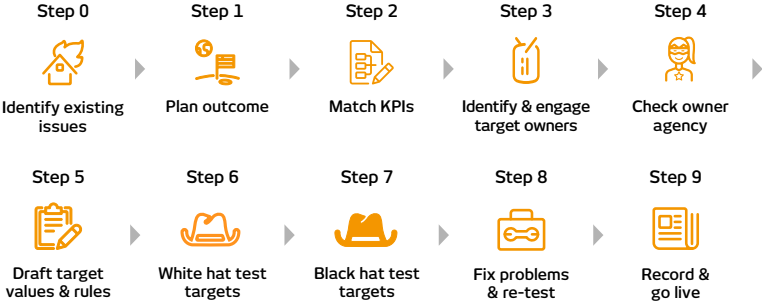 Step 0
Step 1
Step 2
Step 3
Step 4
Identify existing
issues
Plan outcome
Match KPIs
Identify & engage
target owners
Check owner
agency
Step 5
Step 6
Step 7
Step 8
Step 9
Draft target
values & rules
White hat test
targets
Black hat test
targets
Fix problems
& re-test
Record &
go live